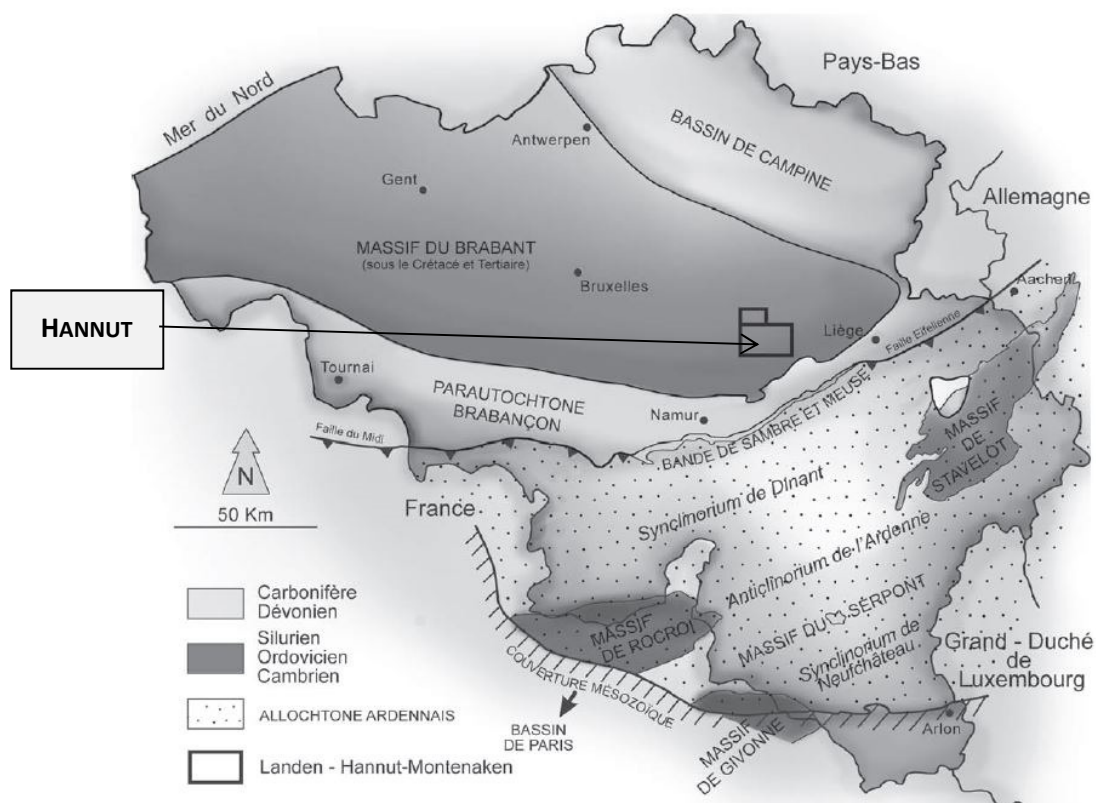 Pays-Bas
Mer du Nord
BASSIN DE CAMPINE
Antwerpen
Gent
Allemagne
MASSIF DU BRABANT
(sous le Crétacé et Tertiaire)
Bruxelles
Aachen
HANNUT
Liège
Faille Eifelienne
Tournai
PARAUTOCHTONE
BRABANÇON
Namur
BANDE DE SAMBRE ET MEUSE
MASSIF
DE
STAVELOT
Faille du Midi
N
50 Km
France
Synclinorium de Dinant
Anticlinorium de l'Ardenne
Carbonifère
Dévonien
Silurien
Ordovicien
Cambrien
MASSIF
DE ROCROI
MASSIF DU SERPONT
Synclinorium de
Neufchâteau
Grand - Duché
de
Luxembourg
COUVERTURE MÉSOZOÏQUE
ALLOCHTONE ARDENNAIS
BASSIN
DE PARIS
MASSIF
DE GIVONNE
Arlon
Landen - Hannut-Montenaken